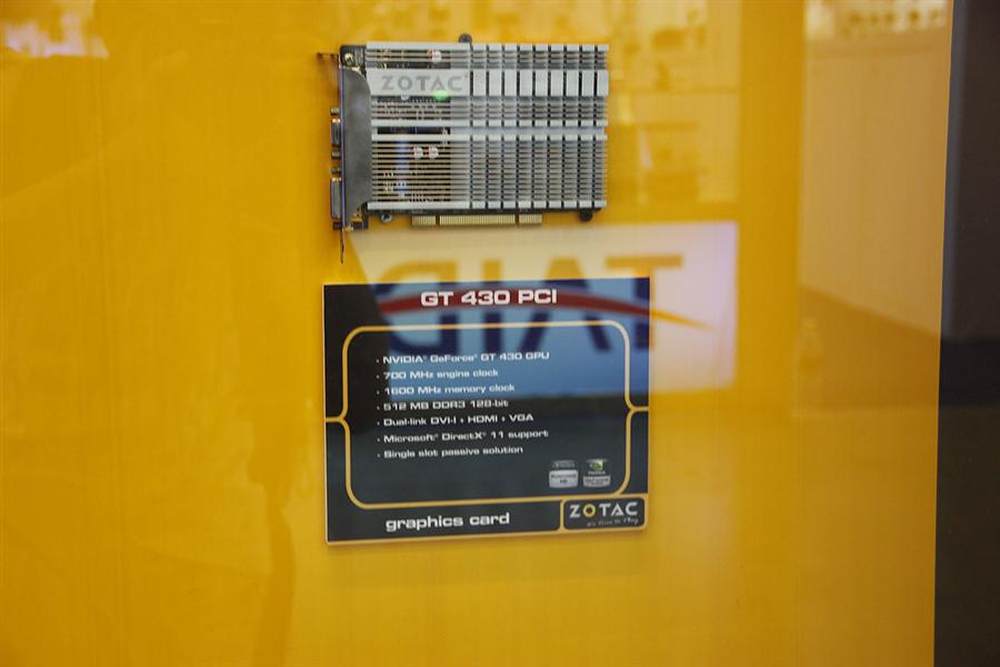 ZOTAC
GT 430 PCI
· NVIDIA® GeForce® GT 430 GPU
· 700 MHz engine clock
· 1600 MHz memory clock
· 512 MB DDR3 128-bit
· Dual-link DVI-I + HDMI + VGA
· Microsoft® DirectX® 11 support
· Single slot passive solution
graphics card
ZOTAC